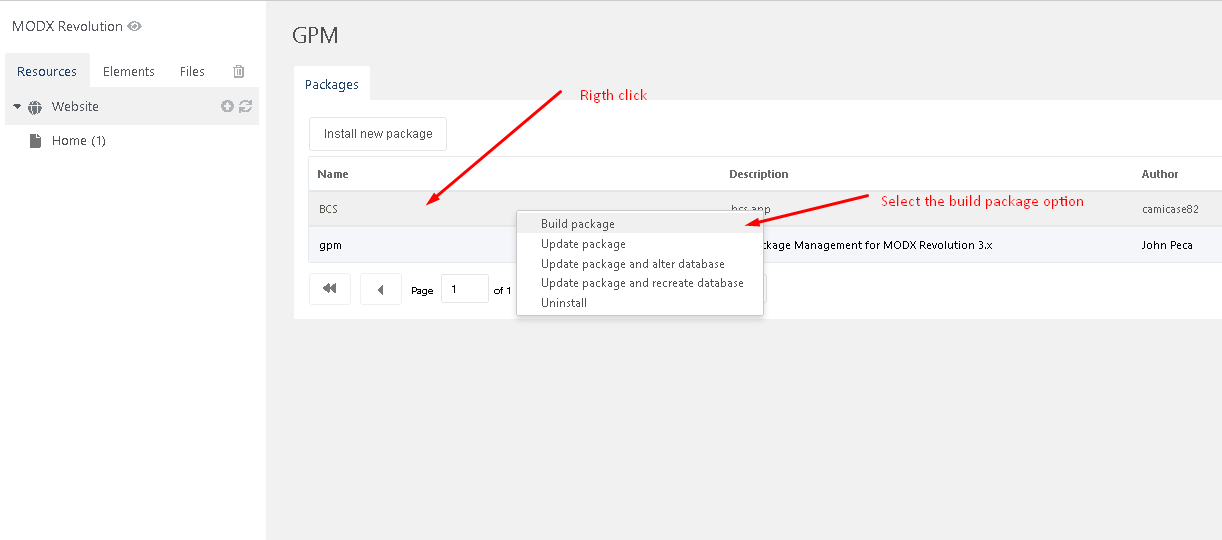 MODX Revolution
GPM
Resources Elements Files
Packages
Rigth click
Website
Home (1)
Install new package
Name Description Author
BCS bcs app camicase82
Select the build package option
Build package
gpm ckage Management for MODX Revolution 3.x John Peca
Update package
Update package and alter database
Update package and recreate database
Uninstall
Page 1 of 1